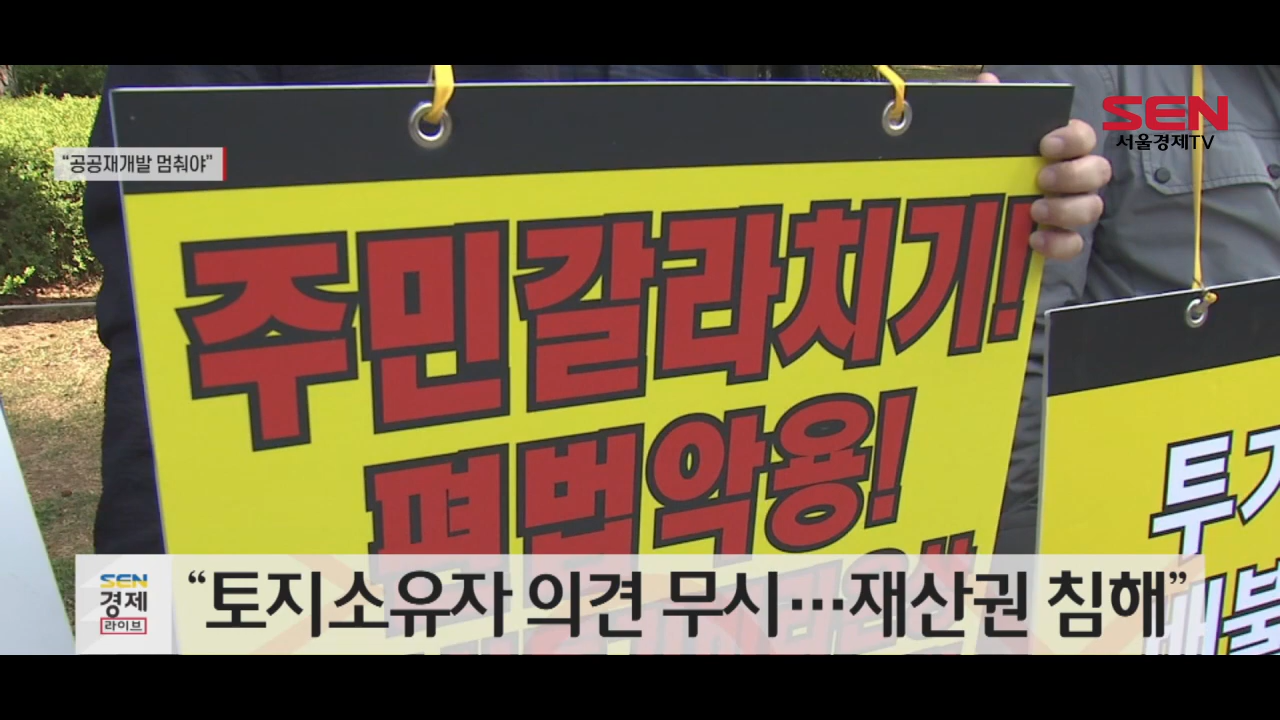 SEN
서울경제TV
“공공재개발 멈춰야”
주민갈라치기!
편법악용!
투기
SEN
경제
라이브
“토지소유자 의견 무시…재산권 침해”